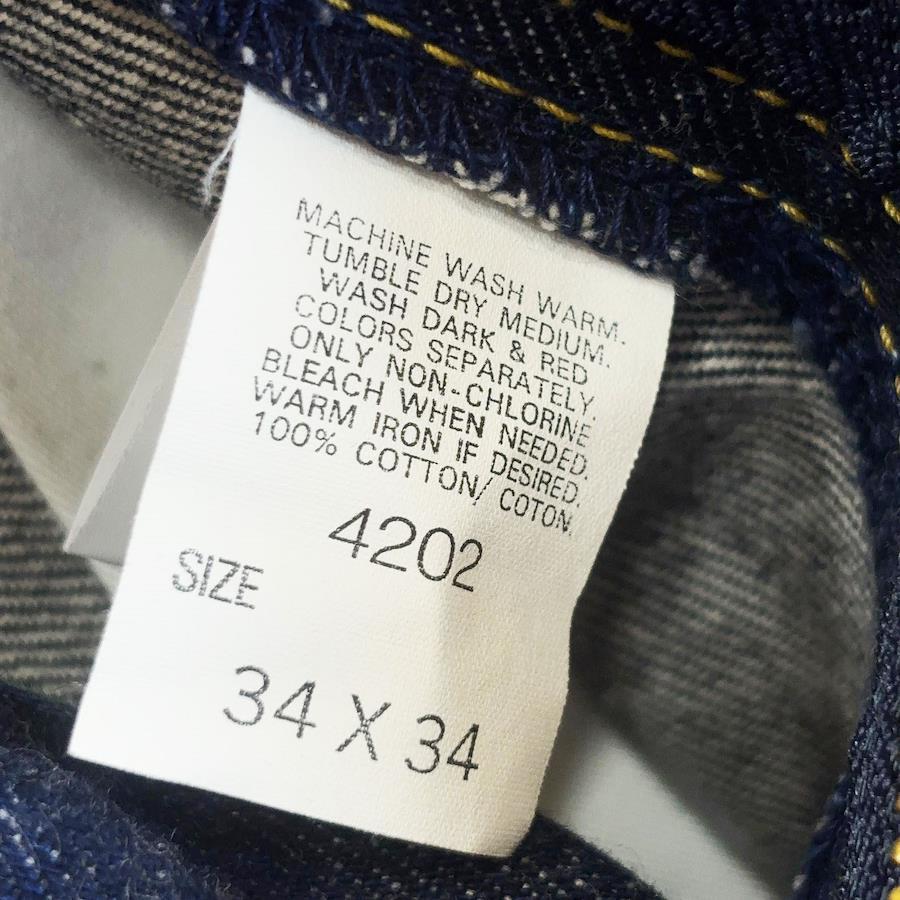 MACHINE WASH WARM.
TUMBLE DRY MEDIUM.
WASH DARK & RED
COLORS SEPARATELY.
ONLY NON-CHLORINE
BLEACH WHEN NEEDED.
WARM IRON IF DESIRED.
100% COTTON/COTON.
4202
SIZE
34 X 34